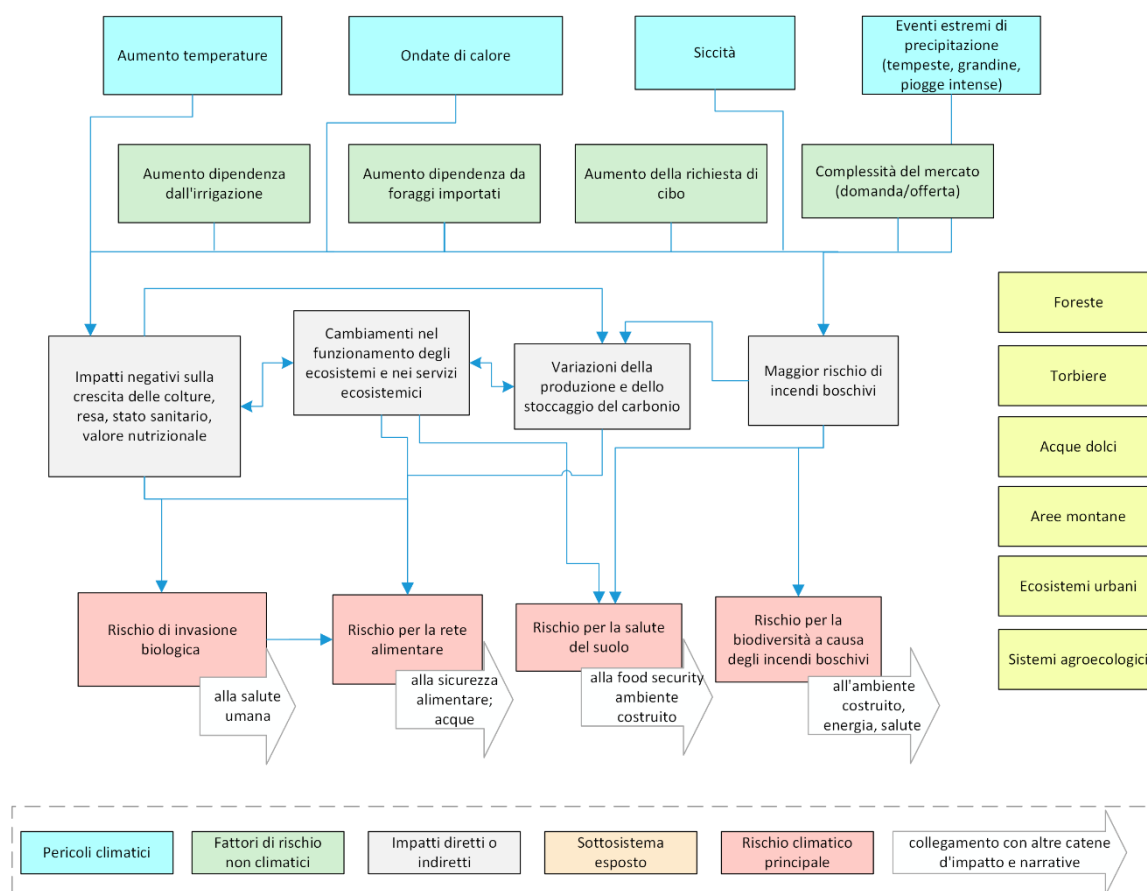 Aumento temperature
Ondate di calore
Siccità
Eventi estremi di
precipitazione
(tempeste, grandine,
piogge intense)
Aumento dipendenza
dall'irrigazione
Aumento dipendenza da
foraggi importati
Aumento della richiesta di
cibo
Complessità del mercato
(domanda/offerta)
Impatti negativi sulla
crescita delle colture,
resa, stato sanitario,
valore nutrizionale
Cambiamenti nel
funzionamento degli
ecosistemi e nei servizi
ecosistemici
Variazioni della
produzione e dello
stoccaggio del carbonio
Maggior rischio di
incendi boschivi
Foreste
Torbiere
Acque dolci
Aree montane
Ecosistemi urbani
Sistemi agroecologici
Rischio di invasione
biologica
Rischio per la rete
alimentare
Rischio per la salute
del suolo
Rischio per la
biodiversità a causa
degli incendi boschivi
alla salute
umana
alla sicurezza
alimentare;
acque
alla food security
ambiente
costruito
all'ambiente
costruito,
energia, salute
Pericoli climatici
Fattori di rischio
non climatici
Impatti diretti o
indiretti
Sottosistema
esposto
Rischio climatico
principale
collegamento con altre catene
d'impatto e narrative